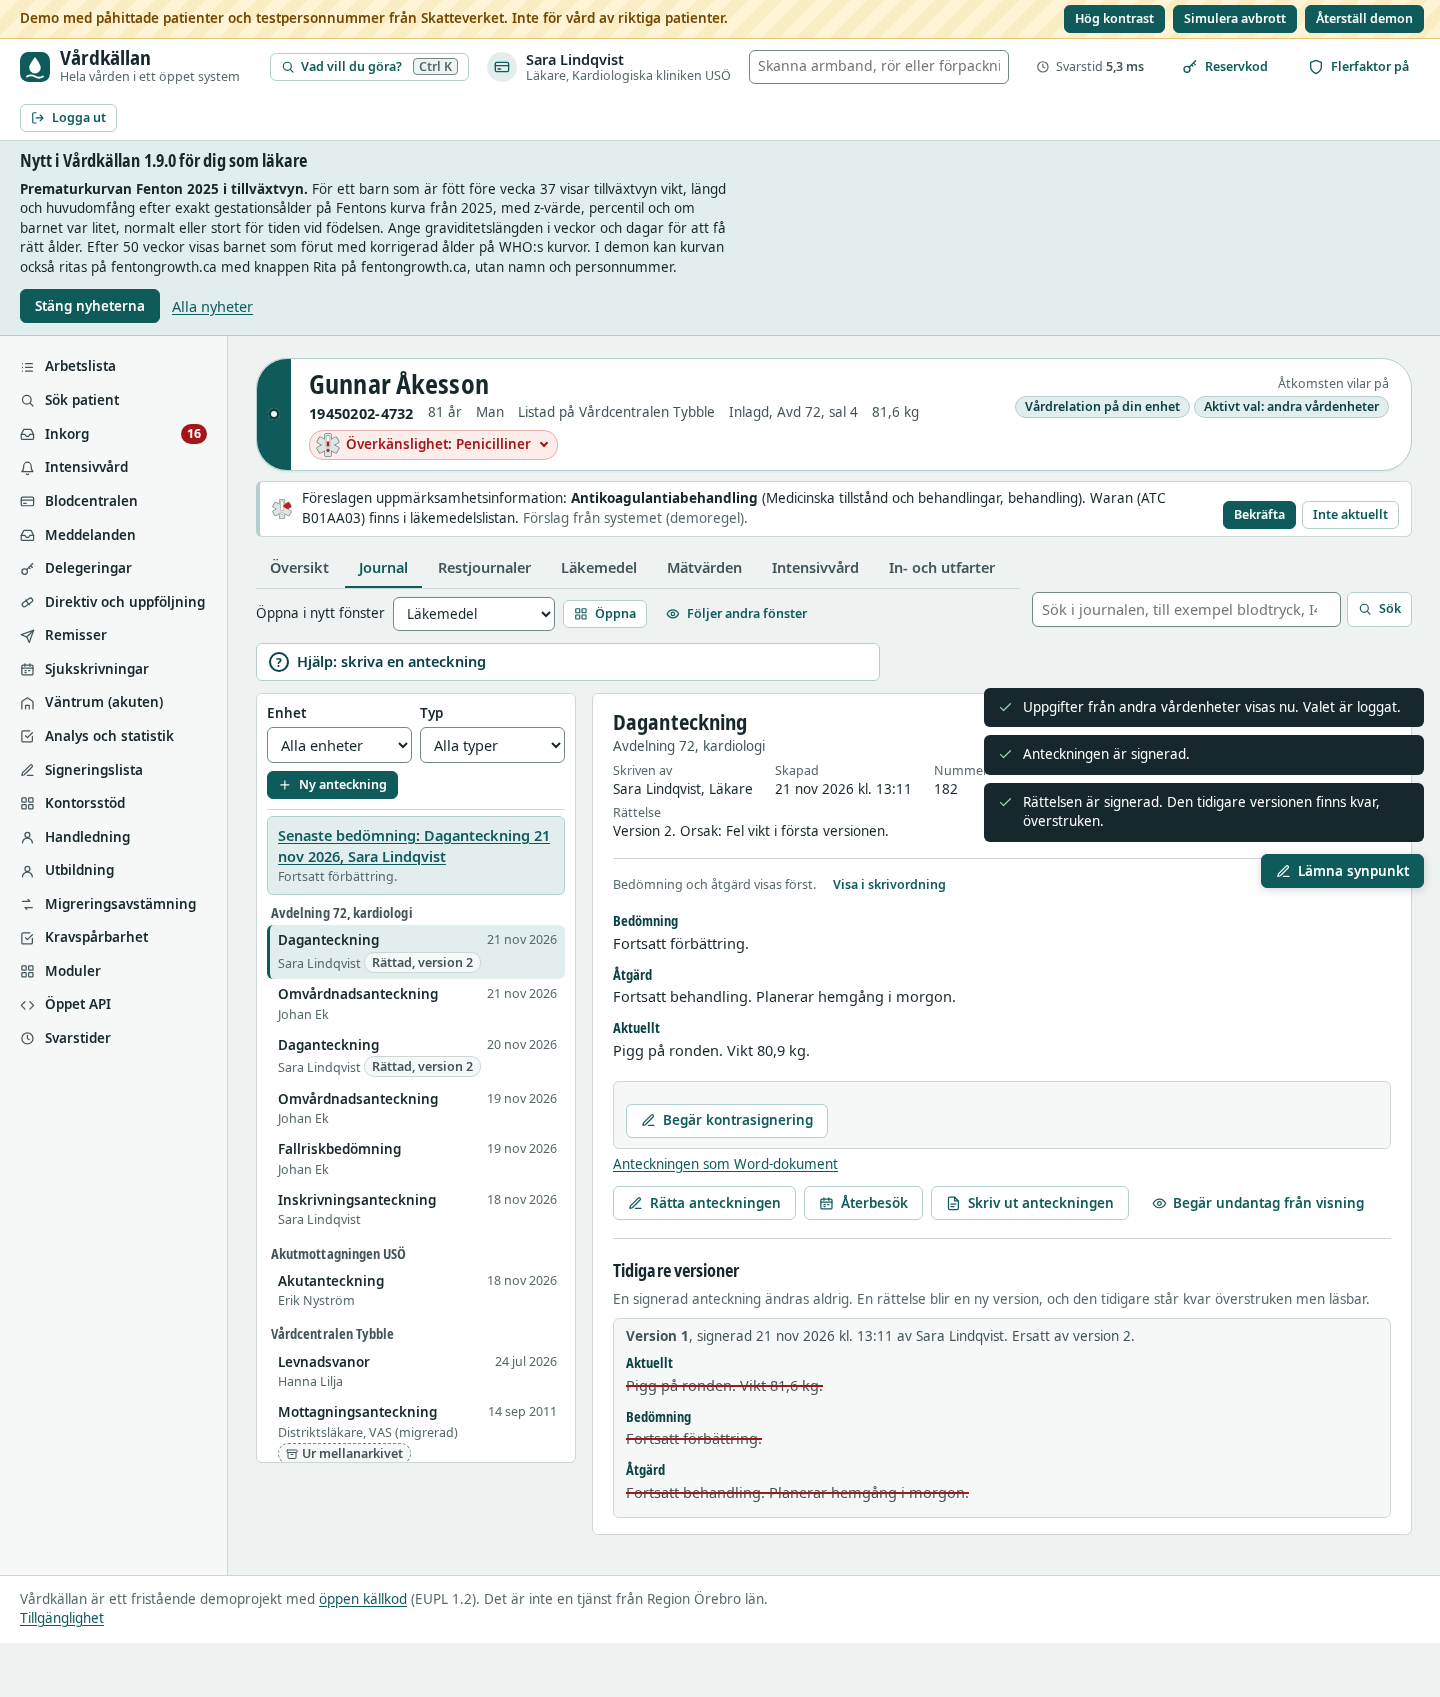 Demo med påhittade patienter och testpersonnummer från Skatteverket. Inte för vård av riktiga patienter.
Hög kontrast
Simulera avbrott
Återställ demon
Vårdkällan
Hela vården i ett öppet system
Vad vill du göra? Ctrl K
Sara Lindqvist
Läkare, Kardiologiska kliniken USÖ
Skanna armband, rör eller förpackni
Svarstid 5,3 ms
Reservkod
Flerfaktor på
Logga ut
Nytt i Vårdkällan 1.9.0 för dig som läkare
Prematurkurvan Fenton 2025 i tillväxtvyn. För ett barn som är fött före vecka 37 visar tillväxtvyn vikt, längd
och huvudomfång efter exakt gestationsålder på Fentons kurva från 2025, med z-värde, percentil och om
barnet var litet, normalt eller stort för tiden vid födelsen. Ange graviditetslängden i veckor och dagar för att få
rätt ålder. Efter 50 veckor visas barnet som förut med korrigerad ålder på WHO:s kurvor. I demon kan kurvan
också ritas på fentongrowth.ca med knappen Rita på fentongrowth.ca, utan namn och personnummer.
Stäng nyheterna
Alla nyheter
Arbetslista
Sök patient
Inkorg 16
Intensivvård
Blodcentralen
Meddelanden
Delegeringar
Direktiv och uppföljning
Remisser
Sjukskrivningar
Väntrum (akuten)
Analys och statistik
Signeringslista
Kontorsstöd
Handledning
Utbildning
Migreringsavstämning
Kravspårbarhet
Moduler
Öppet API
Svarstider
Gunnar Åkesson
19450202-4732 81 år Man Listad på Vårdcentralen Tybble Inlagd, Avd 72, sal 4 81,6 kg
Överkänslighet: Penicilliner
Åtkomsten vilar på
Vårdrelation på din enhet
Aktivt val: andra vårdenheter
Föreslagen uppmärksamhetsinformation: Antikoagulantiabehandling (Medicinska tillstånd och behandlingar, behandling). Waran (ATC
B01AA03) finns i läkemedelslistan. Förslag från systemet (demoregel).
Bekräfta
Inte aktuellt
Översikt
Journal
Restjournaler
Läkemedel
Mätvärden
Intensivvård
In- och utfarter
Öppna i nytt fönster
Läkemedel
Öppna
Följer andra fönster
Sök i journalen, till exempel blodtryck, I4
Sök
? Hjälp: skriva en anteckning
Enhet
Typ
Alla enheter
Alla typer
Ny anteckning
Senaste bedömning: Daganteckning 21
nov 2026, Sara Lindqvist
Fortsatt förbättring.
Avdelning 72, kardiologi
Daganteckning 21 nov 2026
Sara Lindqvist Rättad, version 2
Omvårdnadsanteckning 21 nov 2026
Johan Ek
Daganteckning 20 nov 2026
Sara Lindqvist Rättad, version 2
Omvårdnadsanteckning 19 nov 2026
Johan Ek
Fallriskbedömning 19 nov 2026
Johan Ek
Inskrivningsanteckning 18 nov 2026
Sara Lindqvist
Akutmottagningen USÖ
Akutanteckning 18 nov 2026
Erik Nyström
Vårdcentralen Tybble
Levnadsvanor 24 jul 2026
Hanna Lilja
Mottagningsanteckning 14 sep 2011
Distriktsläkare, VAS (migrerad)
Ur mellanarkivet
Daganteckning
Avdelning 72, kardiologi
Skriven av Skapad Nummer
Sara Lindqvist, Läkare 21 nov 2026 kl. 13:11 182
Rättelse
Version 2. Orsak: Fel vikt i första versionen.
Uppgifter från andra vårdenheter visas nu. Valet är loggat.
Anteckningen är signerad.
Rättelsen är signerad. Den tidigare versionen finns kvar,
överstruken.
Lämna synpunkt
Bedömning och åtgärd visas först. Visa i skrivordning
Bedömning
Fortsatt förbättring.
Åtgärd
Fortsatt behandling. Planerar hemgång i morgon.
Aktuellt
Pigg på ronden. Vikt 80,9 kg.
Begär kontrasignering
Anteckningen som Word-dokument
Rätta anteckningen
Återbesök
Skriv ut anteckningen
Begär undantag från visning
Tidigare versioner
En signerad anteckning ändras aldrig. En rättelse blir en ny version, och den tidigare står kvar överstruken men läsbar.
Version 1, signerad 21 nov 2026 kl. 13:11 av Sara Lindqvist. Ersatt av version 2.
Aktuellt
Pigg på ronden. Vikt 81,6 kg.
Bedömning
Fortsatt förbättring.
Åtgärd
Fortsatt behandling. Planerar hemgång i morgon.
Vårdkällan är ett fristående demoprojekt med öppen källkod (EUPL 1.2). Det är inte en tjänst från Region Örebro län.
Tillgänglighet